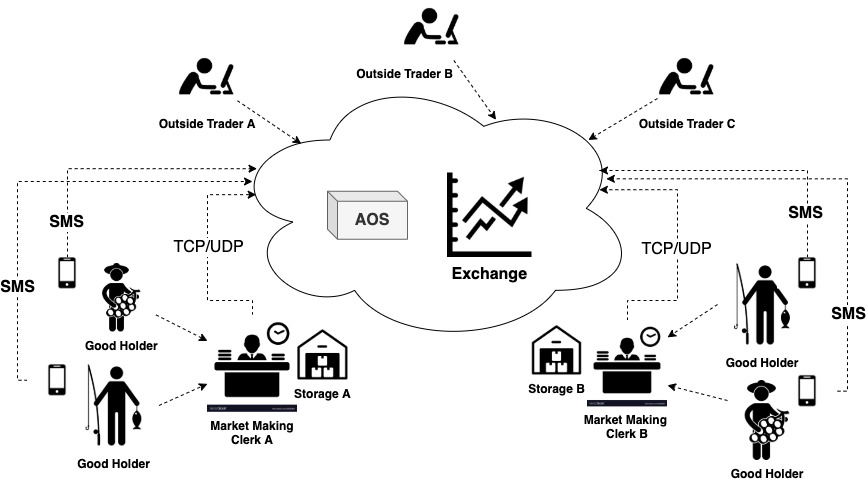 Outside Trader B
Outside Trader A
Outside Trader C
SMS
SMS
AOS
TCP/UDP
TCP/UDP
Exchange
SMS
SMS
Good Holder
Good Holder
Storage A
Storage B
Market Making
Clerk A
Market Making
Clerk B
Good Holder
Good Holder